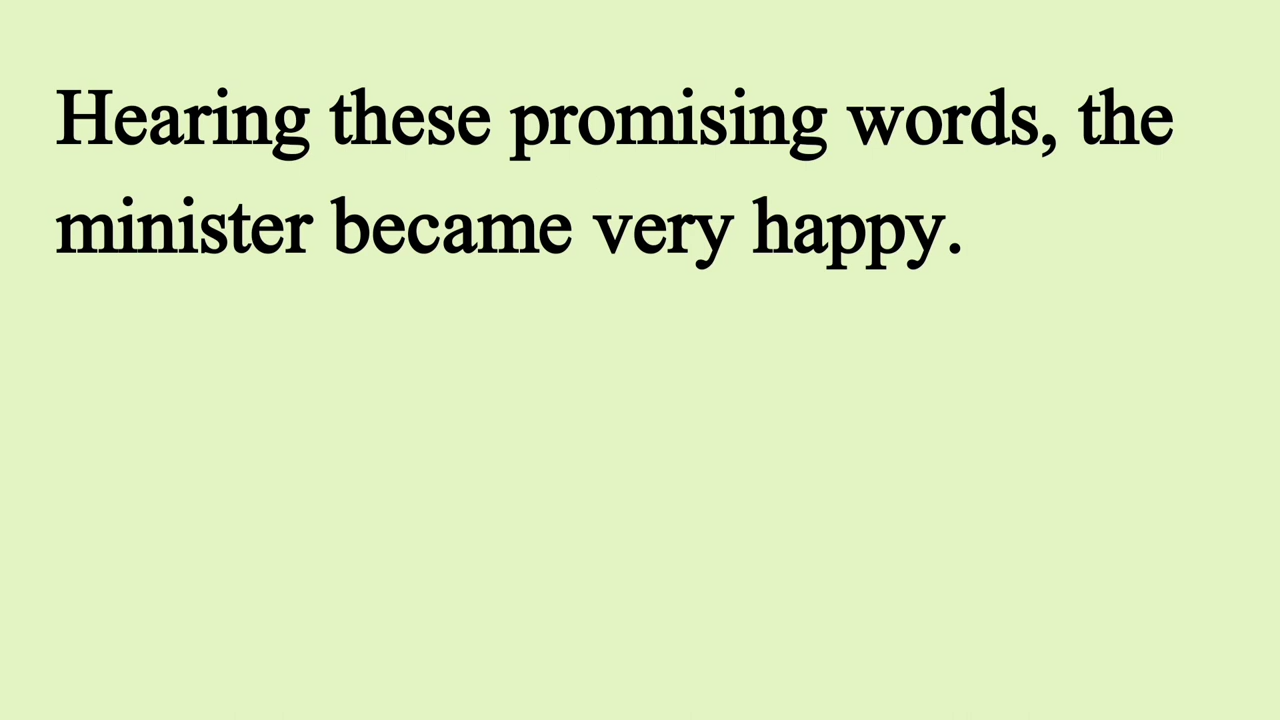 Hearing these promising words, the
minister became very happy.